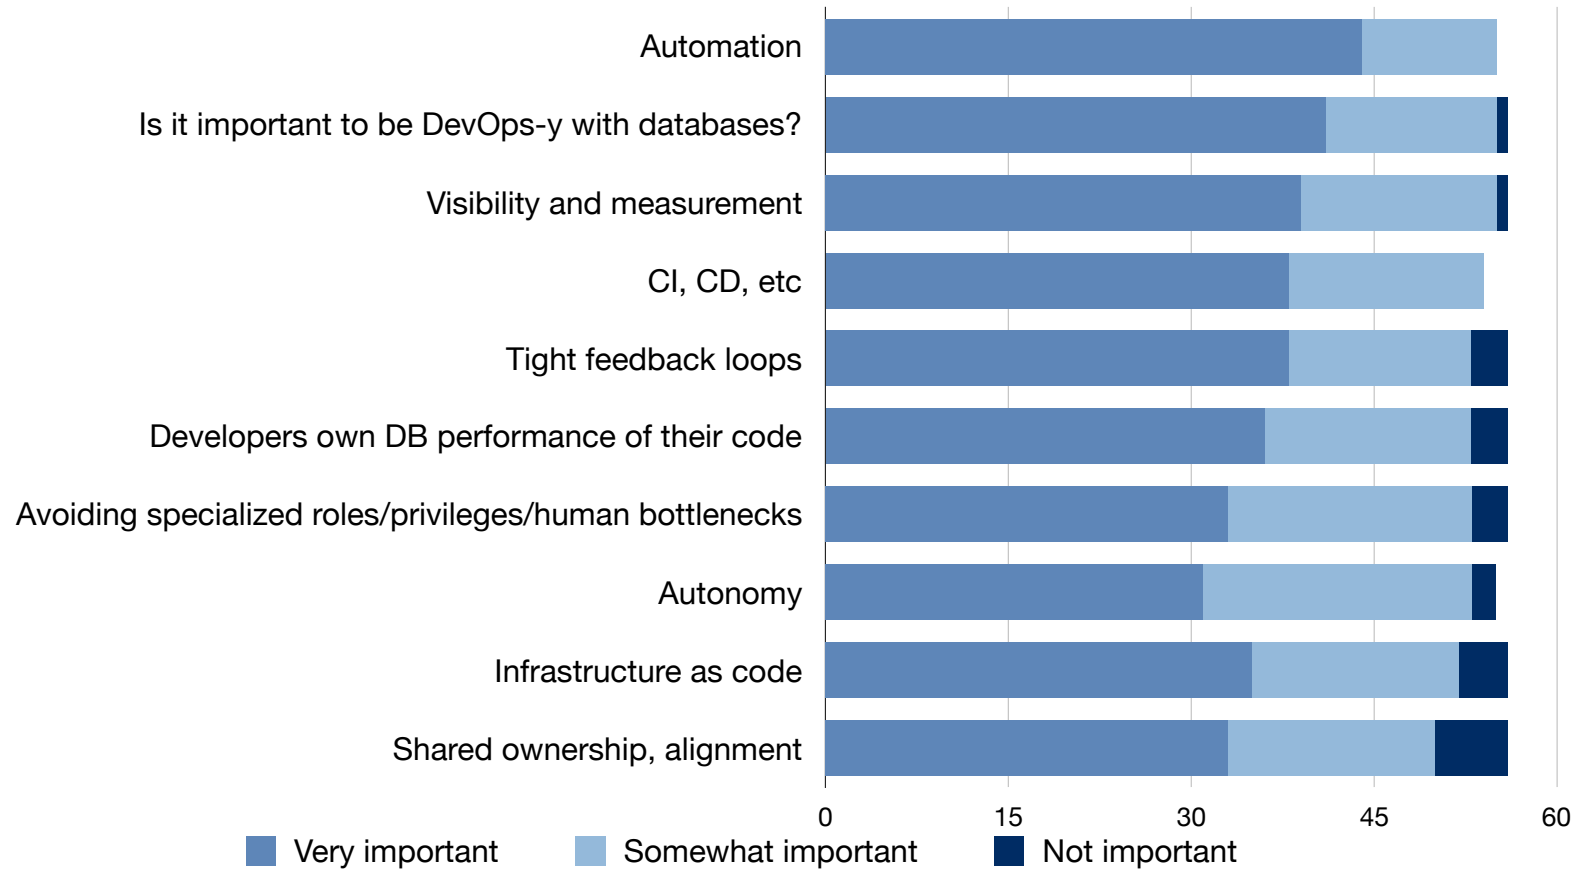 Automation
Is it important to be DevOps-y with databases?
Visibility and measurement
CI, CD, etc
Tight feedback loops
Developers own DB performance of their code
Avoiding specialized roles/privileges/human bottlenecks
Autonomy
Infrastructure as code
Shared ownership, alignment
0 15 30 45 60
Very important Somewhat important Not important